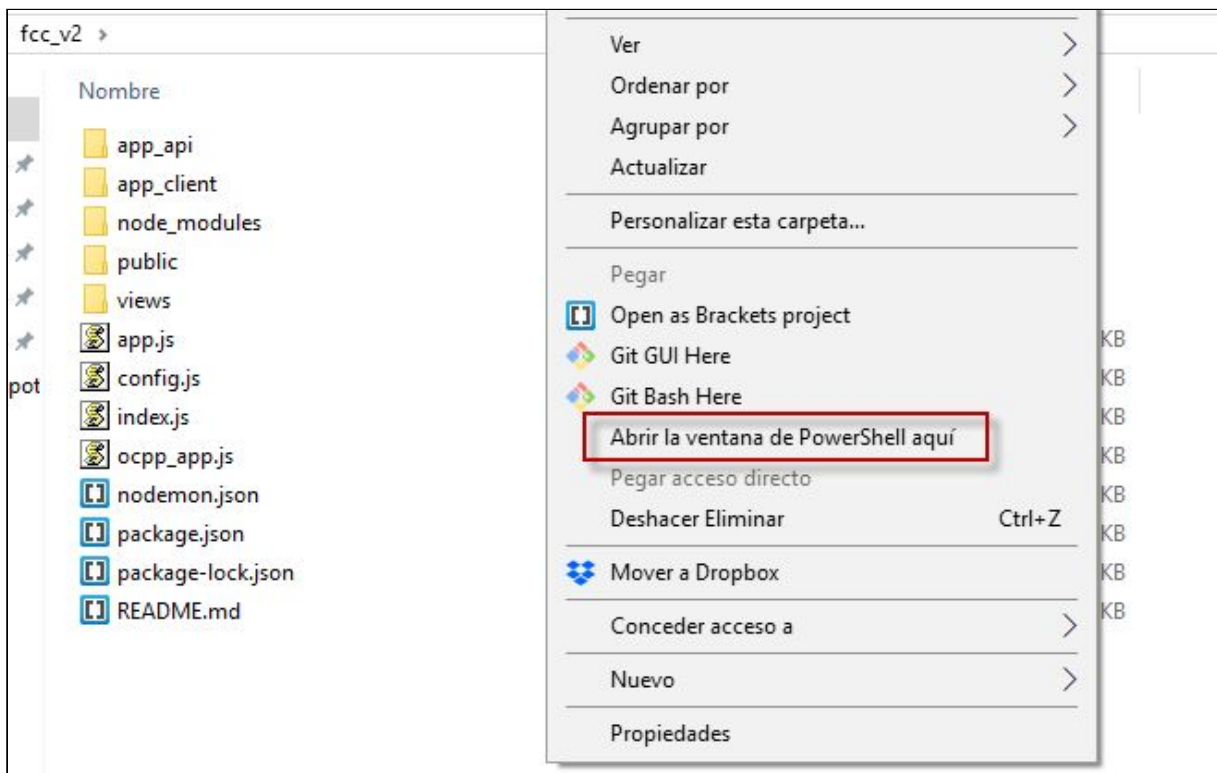 fcc_v2 >
Nombre
app_api
app_client
node_modules
public
views
app.js
config.js
index.js
ocpp_app.js
nodemon.json
package.json
package-lock.json
README.md
pot
Ver
Ordenar por
Agrupar por
Actualizar
Personalizar esta carpeta...
Pegar
Open as Brackets project
Git GUI Here
Git Bash Here
Abrir la ventana de PowerShell aquí
Pegar acceso directo
Deshacer Eliminar Ctrl+Z
Mover a Dropbox
Conceder acceso a
Nuevo
Propiedades
KB
KB
KB
KB
KB
KB
KB
KB